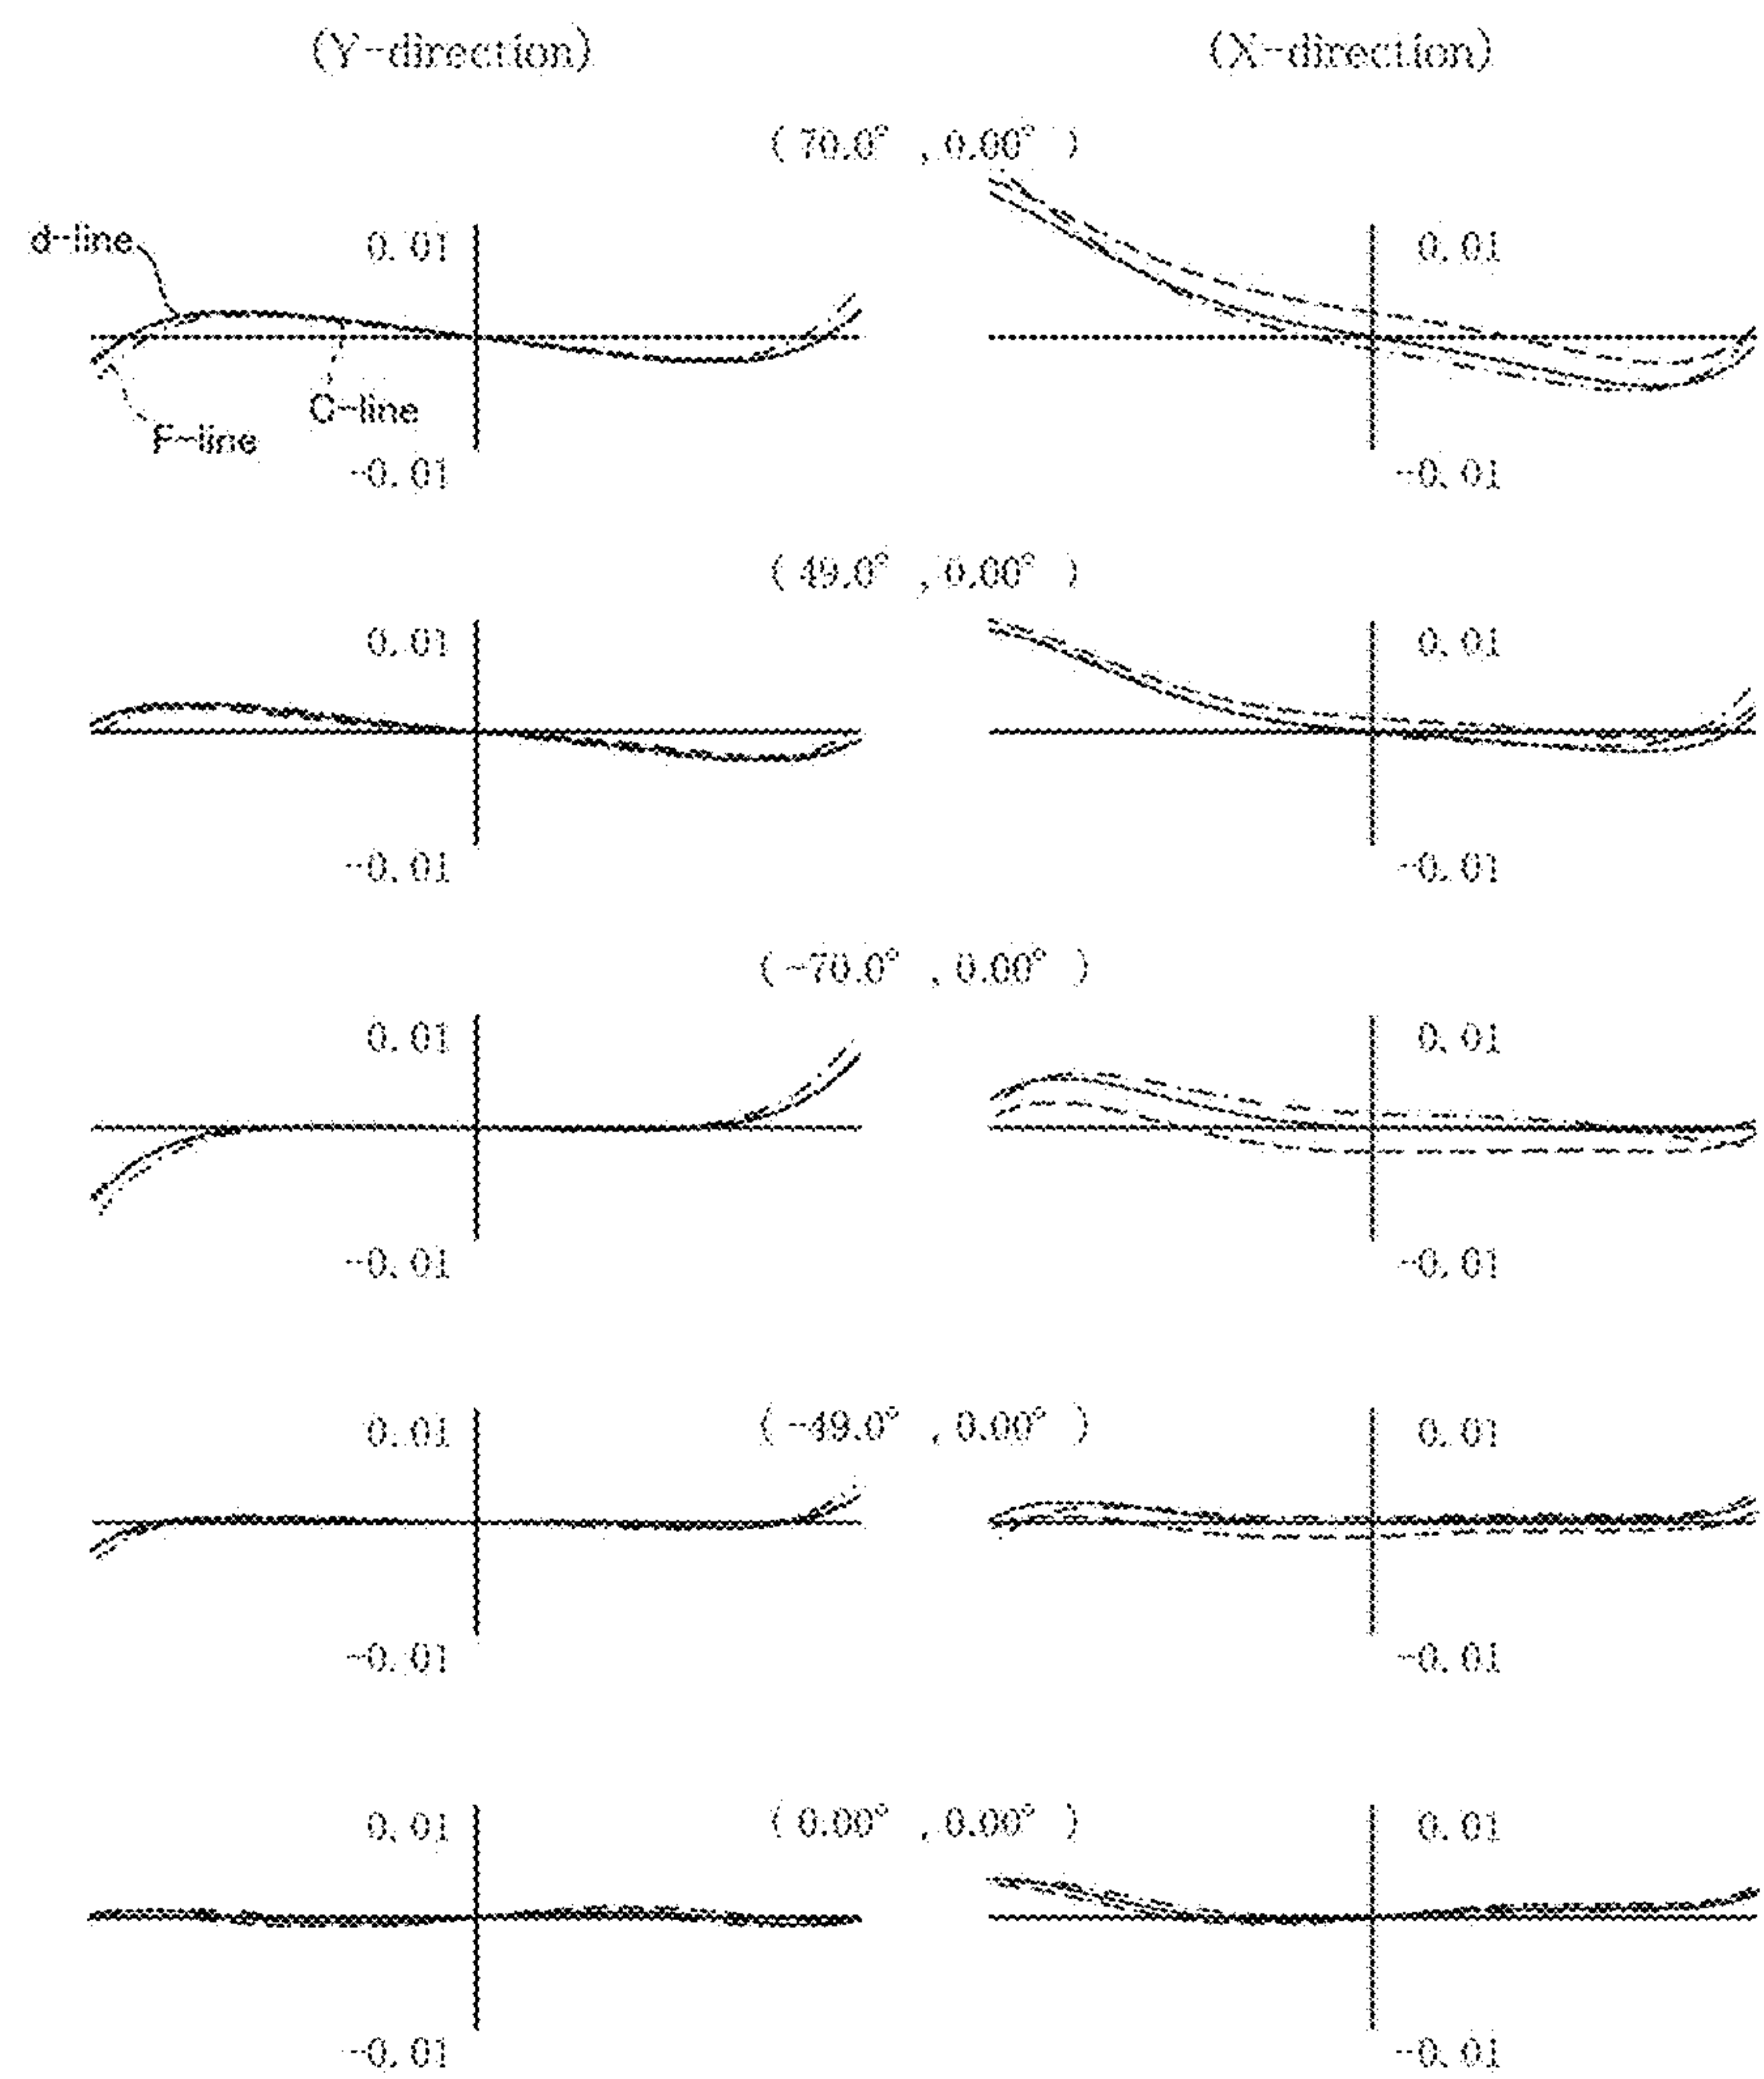 (Y-direction) (X-direction)
( 70.0° , 0.00° )
d-line 0.01 0.01
C-line
F-line
-0.01 -0.01
( 49.0° , 0.00° )
0.01 0.01
-0.01 -0.01
( -70.0° , 0.00° )
0.01 0.01
-0.01 -0.01
( -49.0° , 0.00° )
0.01 0.01
-0.01 -0.01
( 0.00° , 0.00° )
0.01 0.01
-0.01 -0.01